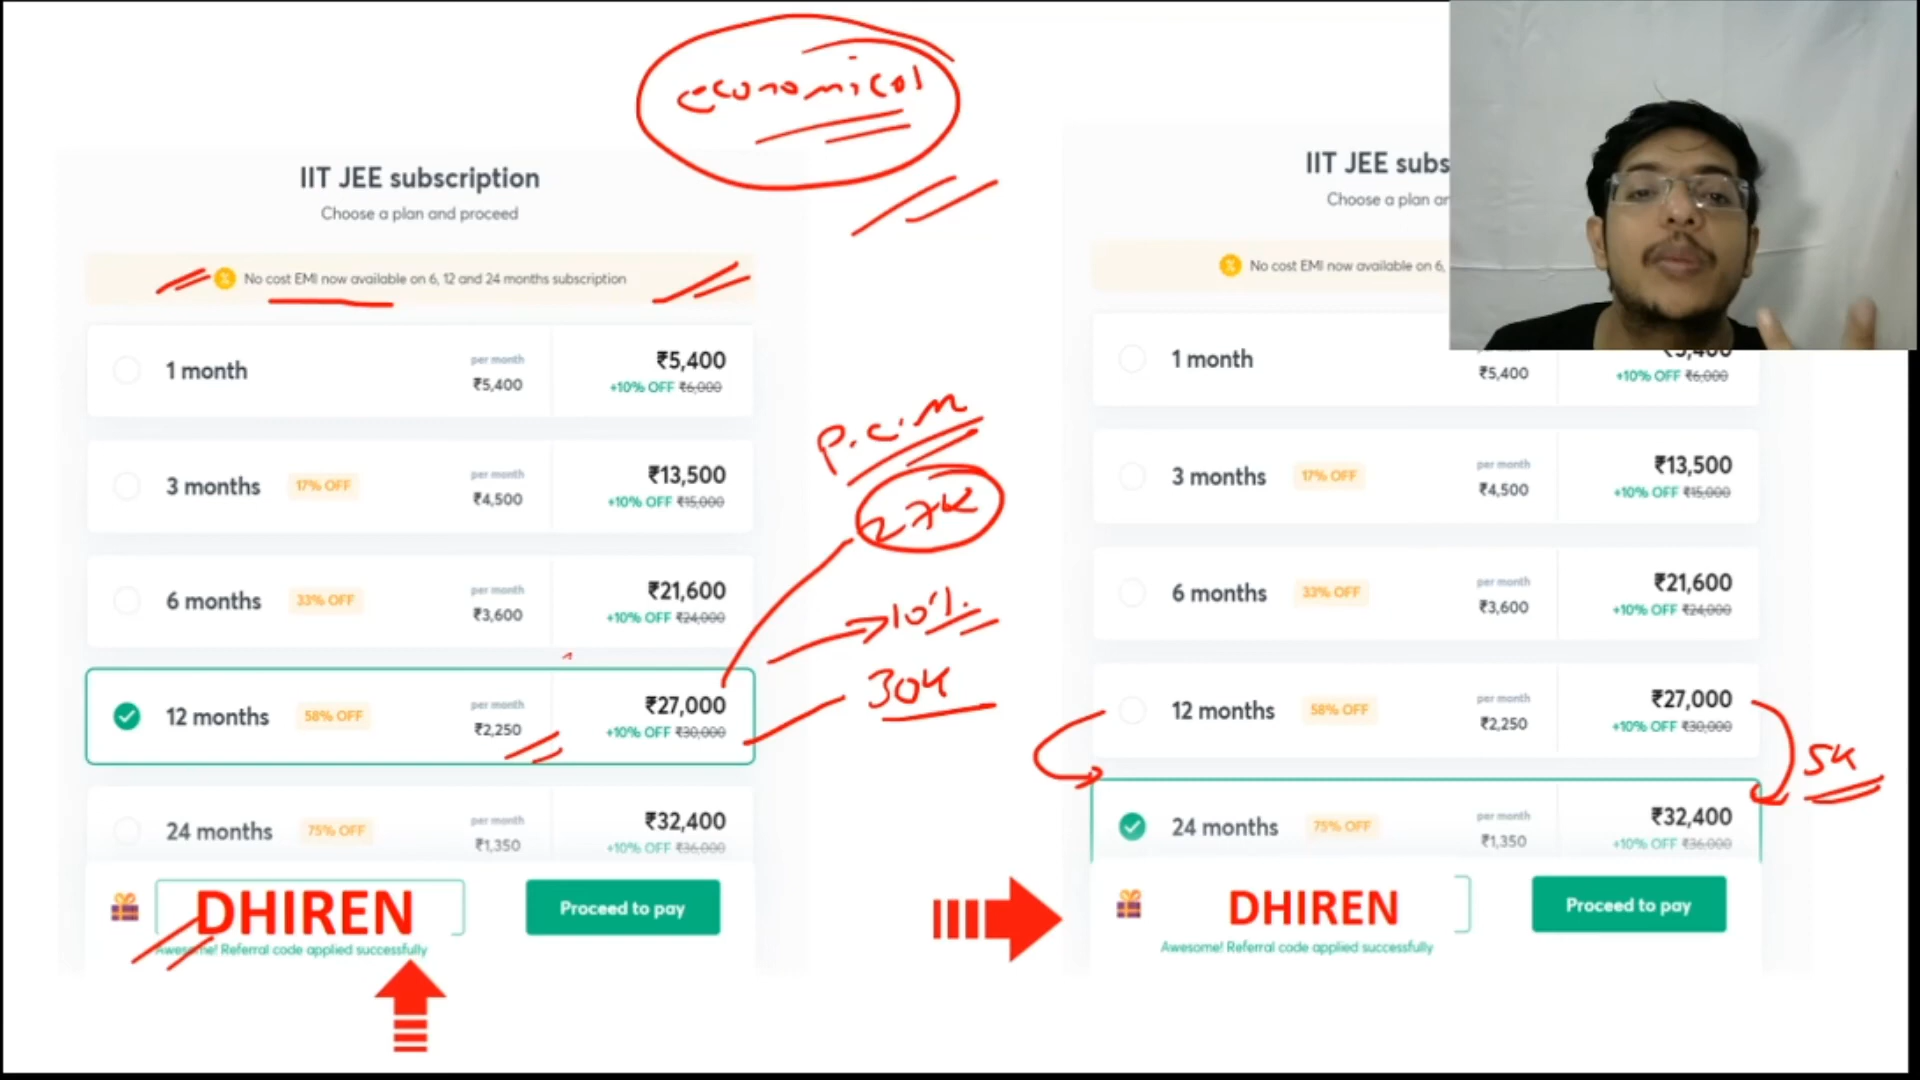 economical
IIT JEE subscription
Choose a plan and proceed
No cost EMI now available on 6, 12 and 24 months subscription
1 month
per month
₹5,400
₹5,400
+10% OFF ₹6,000
3 months
17% OFF
per month
₹4,500
₹13,500
+10% OFF ₹15,000
6 months
33% OFF
per month
₹3,600
₹21,600
+10% OFF ₹24,000
12 months
58% OFF
per month
₹2,250
₹27,000
+10% OFF ₹30,000
24 months
75% OFF
per month
₹1,350
₹32,400
+10% OFF ₹36,000
DHIREN
Proceed to pay
Awesome! Referral code applied successfully
P.C.M
27K
10%
30K
IIT JEE subs
Choose a plan ar
No cost EMI now available on 6,
1 month
₹5,400
₹5,400
+10% OFF ₹6,000
3 months
17% OFF
per month
₹4,500
₹13,500
+10% OFF ₹15,000
6 months
33% OFF
per month
₹3,600
₹21,600
+10% OFF ₹24,000
12 months
58% OFF
per month
₹2,250
₹27,000
+10% OFF ₹30,000
5K
24 months
75% OFF
per month
₹1,350
₹32,400
+10% OFF ₹36,000
DHIREN
Proceed to pay
Awesome! Referral code applied successfully